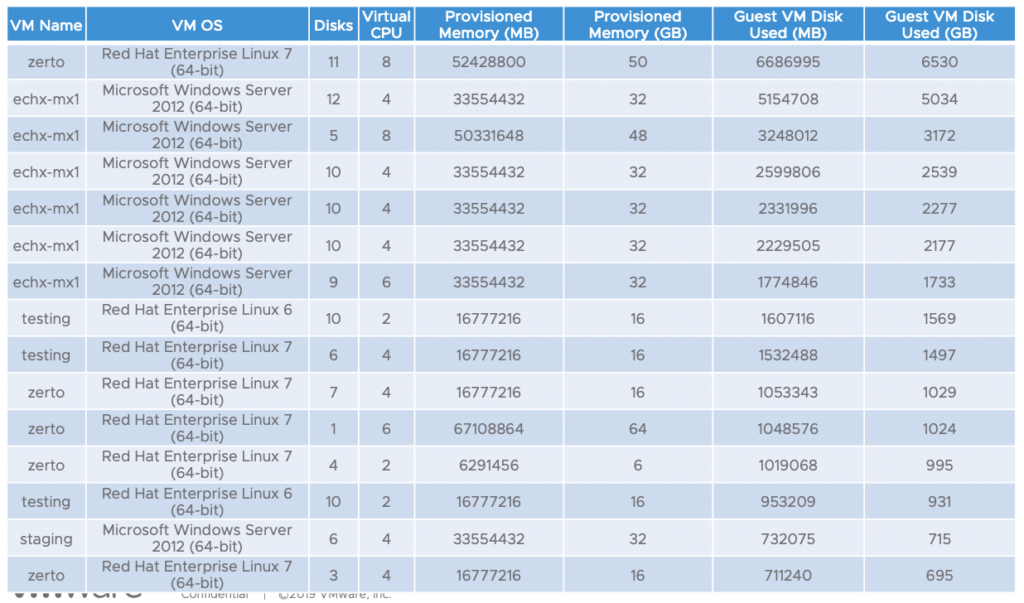 VM Name VM OS Disks Virtual CPU Provisioned Memory (MB) Provisioned Memory (GB) Guest VM Disk Used (MB) Guest VM Disk Used (GB)
zerto Red Hat Enterprise Linux 7 (64-bit) 11 8 52428800 50 6686995 6530
echx-mx1 Microsoft Windows Server 2012 (64-bit) 12 4 33554432 32 5154708 5034
echx-mx1 Microsoft Windows Server 2012 (64-bit) 5 8 50331648 48 3248012 3172
echx-mx1 Microsoft Windows Server 2012 (64-bit) 10 4 33554432 32 2599806 2539
echx-mx1 Microsoft Windows Server 2012 (64-bit) 10 4 33554432 32 2331996 2277
echx-mx1 Microsoft Windows Server 2012 (64-bit) 10 4 33554432 32 2229505 2177
echx-mx1 Microsoft Windows Server 2012 (64-bit) 9 6 33554432 32 1774846 1733
testing Red Hat Enterprise Linux 6 (64-bit) 10 2 16777216 16 1607116 1569
testing Red Hat Enterprise Linux 7 (64-bit) 6 4 16777216 16 1532488 1497
zerto Red Hat Enterprise Linux 7 (64-bit) 7 4 16777216 16 1053343 1029
zerto Red Hat Enterprise Linux 7 (64-bit) 1 6 67108864 64 1048576 1024
zerto Red Hat Enterprise Linux 7 (64-bit) 4 2 6291456 6 1019068 995
testing Red Hat Enterprise Linux 6 (64-bit) 10 2 16777216 16 953209 931
staging Microsoft Windows Server 2012 (64-bit) 6 4 33554432 32 732075 715
zerto Red Hat Enterprise Linux 7 (64-bit) 3 4 16777216 16 711240 695
vmware Confidential | ©2019 VMware, Inc.